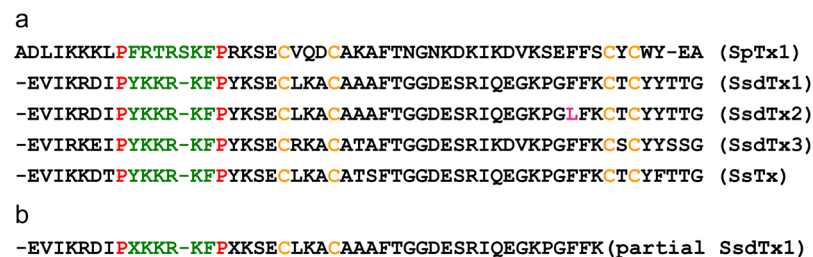 a
ADLIKKKLPFRTRSKFPRKSECVQDCAKAFTNGNKDKIKDVKSEFFSCYCWY-EA (SpTx1)
-EVIKRDIPYKKR-KFPYKSECLKACAAAFTGGDESRIQEGKPGFFKCTCYYTTG (SsdTx1)
-EVIKRDIPYKKR-KFPYKSECLKACAAAFTGGDESRIQEGKPGLFKCTCYYTTG (SsdTx2)
-EVIRKEIPYKKR-KFPYKSECRKACATAFTGGDESRIKDVKPGFFKCSCYYSSG (SsdTx3)
-EVIKKDTPYKKR-KFPYKSECLKACATSFTGGDESRIQEGKPGFFKCTCYFTTG (SsTx)
b
-EVIKRDIPXKKR-KFPXKSECLKACAAAFTGGDESRIQEGKPGFFK(partial SsdTx1)